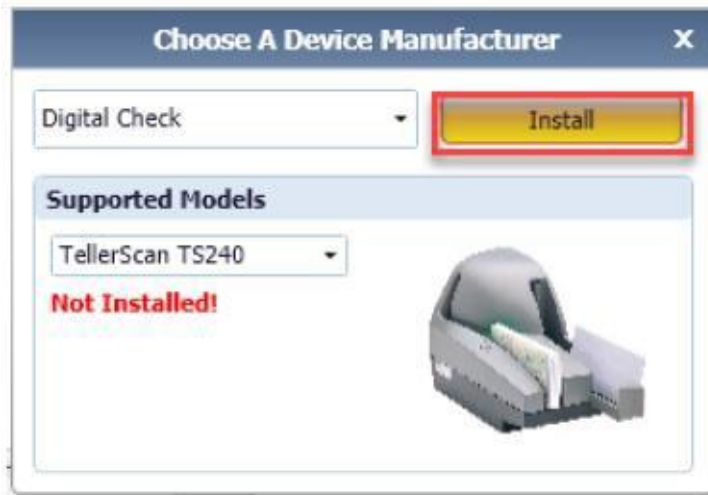 Choose A Device Manufacturer X
Digital Check
Install
Supported Models
TellerScan TS240
Not Installed!